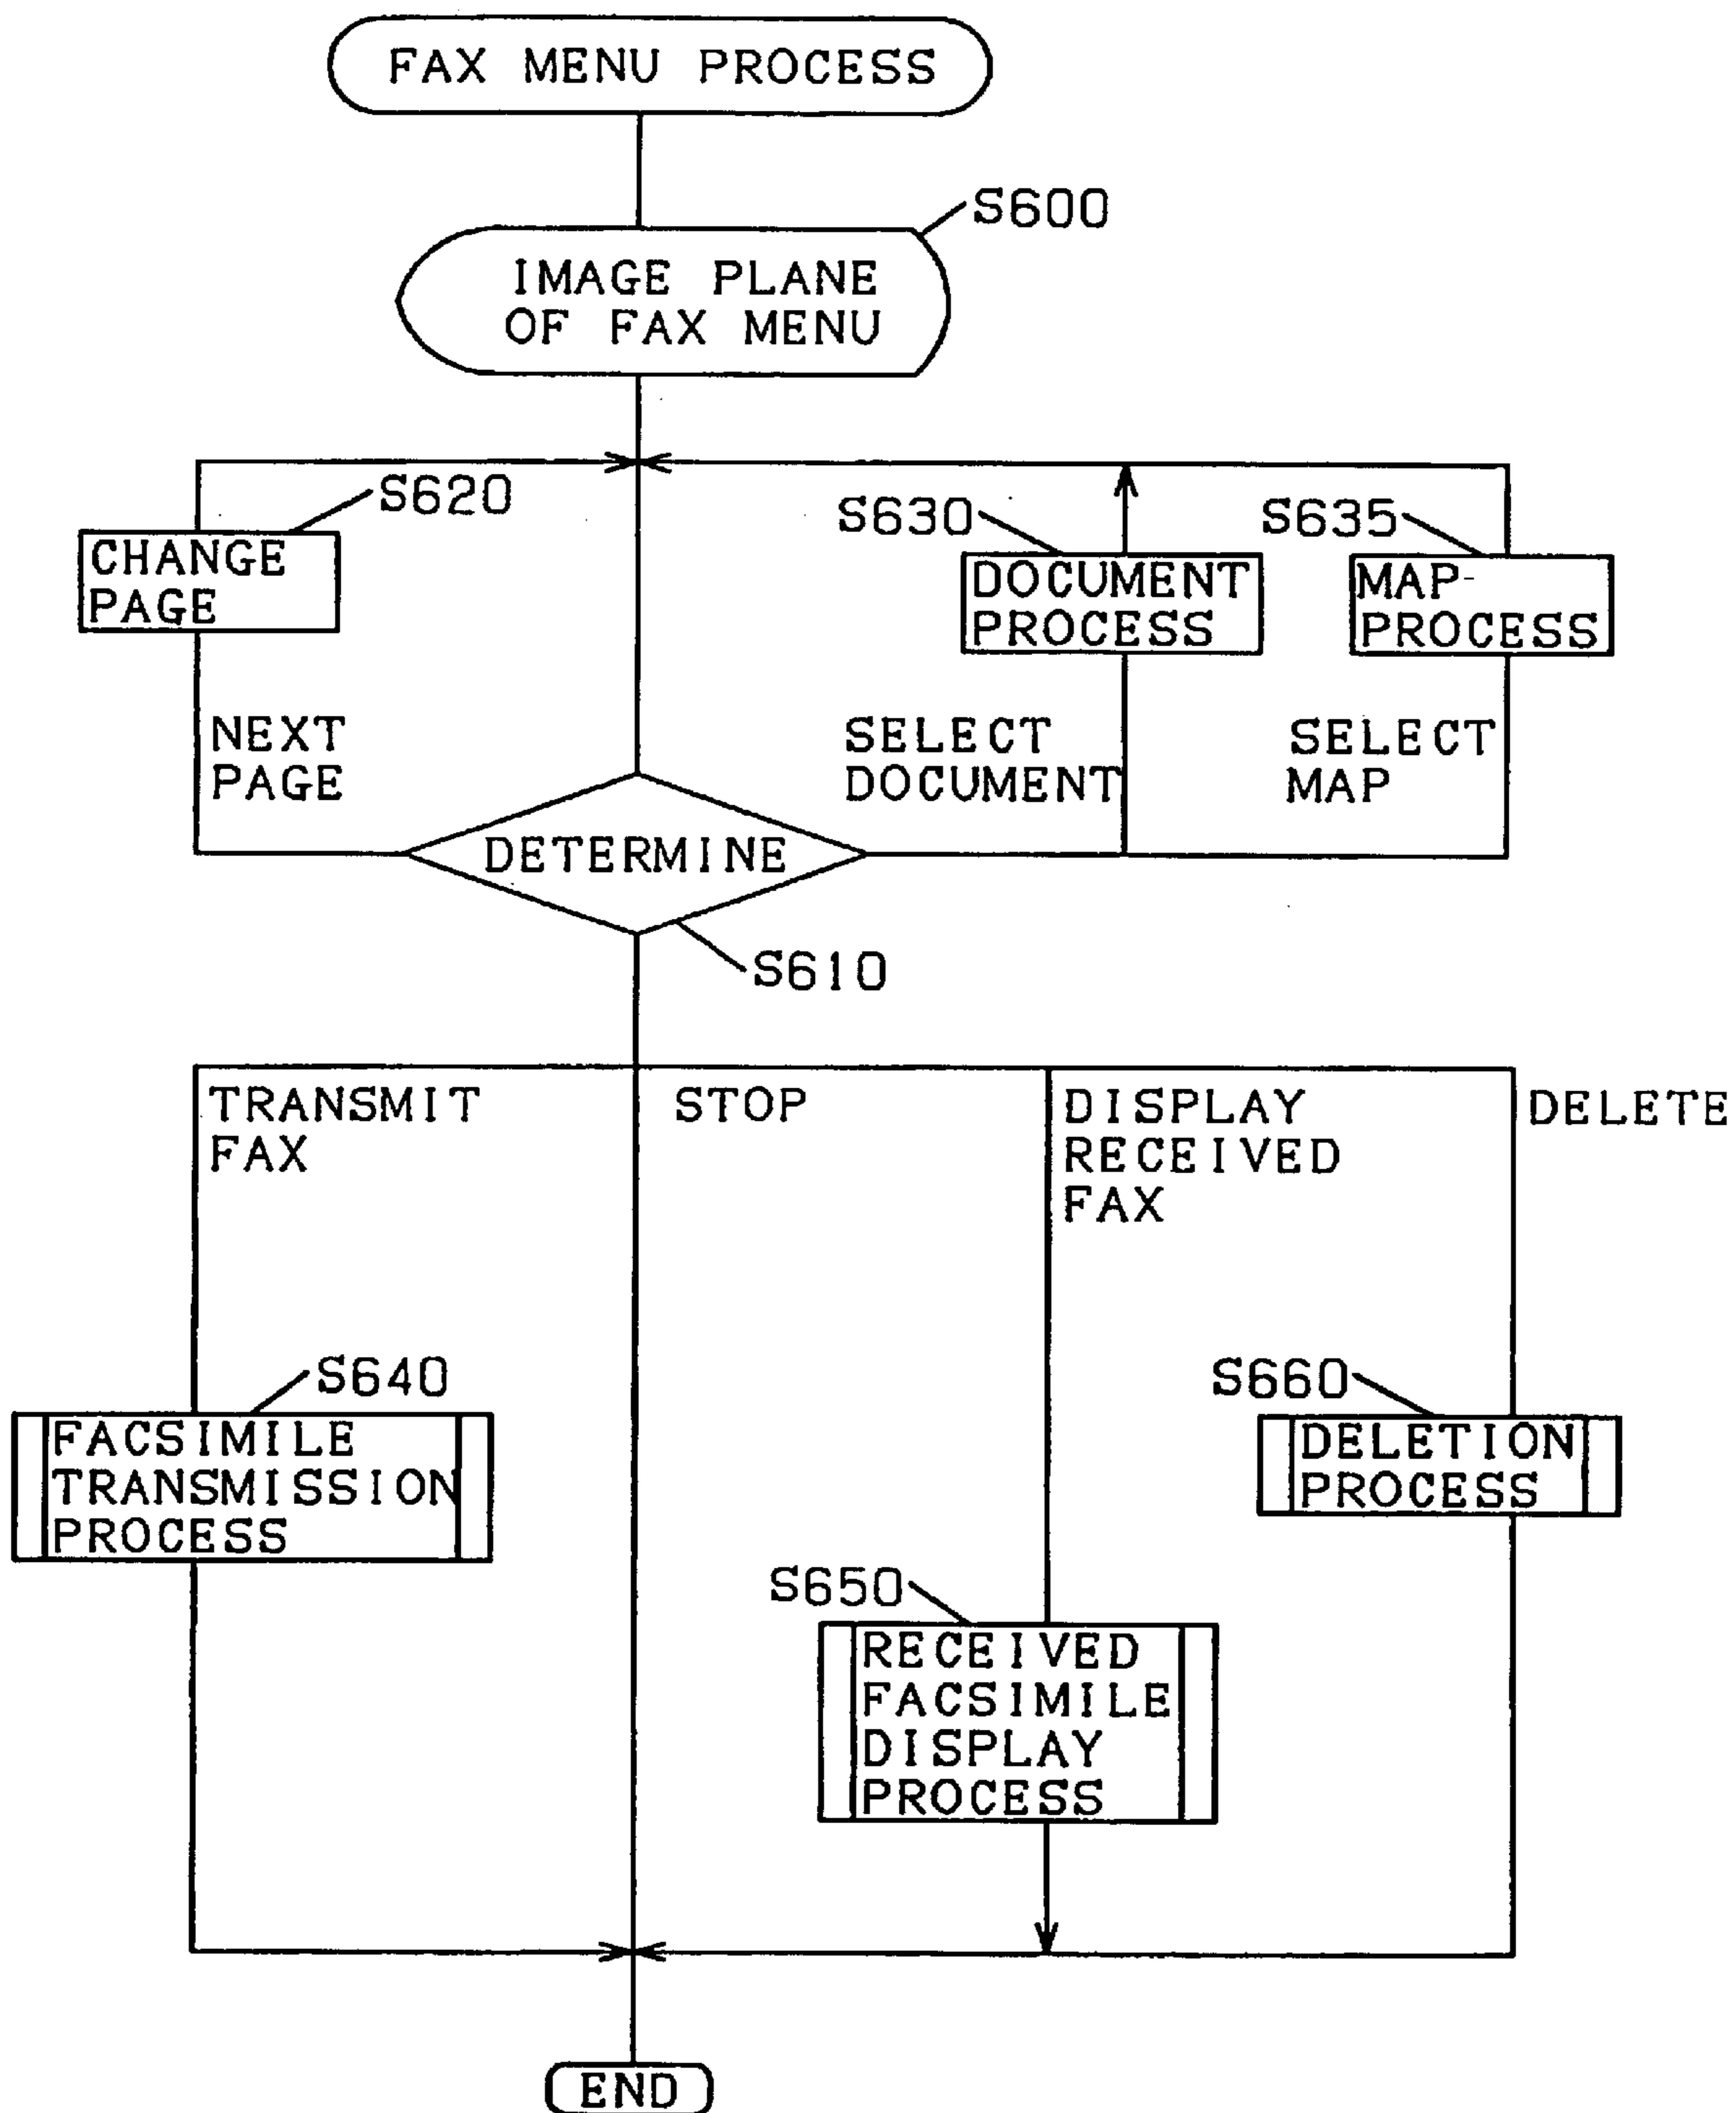 FAX MENU PROCESS
S600
IMAGE PLANE
OF FAX MENU
S620
S630
S635
CHANGE
PAGE
DOCUMENT
PROCESS
MAP-
PROCESS
NEXT
PAGE
SELECT
DOCUMENT
SELECT
MAP
DETERMINE
S610
TRANSMIT
FAX
STOP
DISPLAY
RECEIVED
FAX
DELETE
S640
FACSIMILE
TRANSMISSION
PROCESS
S660
DELETION
PROCESS
S650
RECEIVED
FACSIMILE
DISPLAY
PROCESS
END